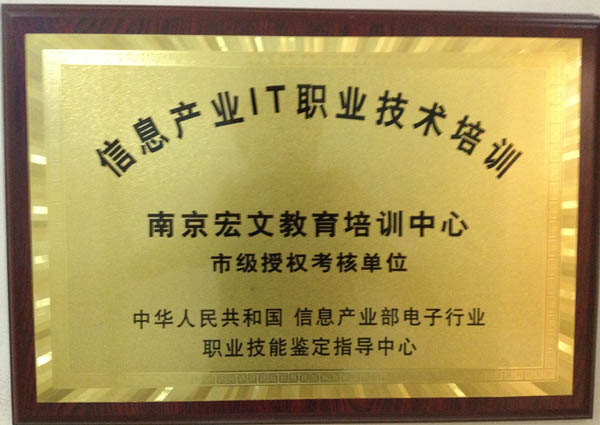 信息产业IT职业技术培训
南京宏文教育培训中心
市级授权考核单位
中华人民共和国 信息产业部电子行业
职业技能鉴定指导中心